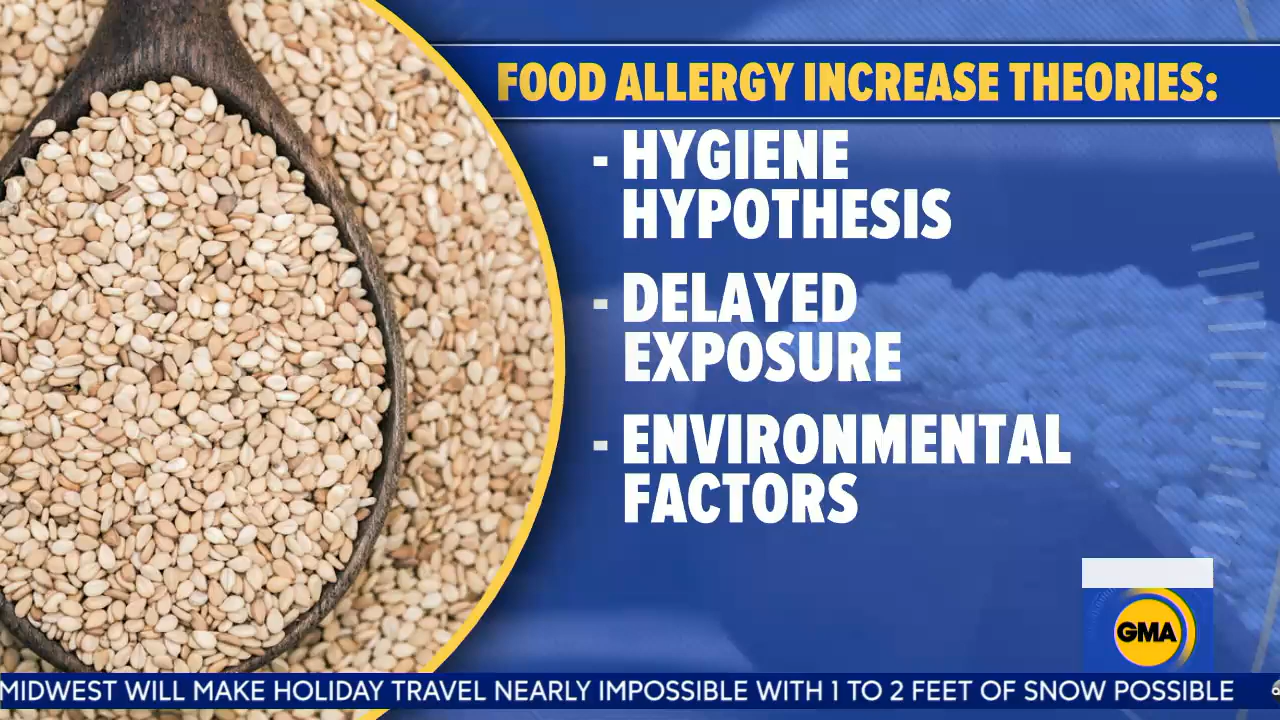 FOOD ALLERGY INCREASE THEORIES:
- HYGIENE
HYPOTHESIS
- DELAYED
EXPOSURE
- ENVIRONMENTAL
FACTORS
GMA
MIDWEST WILL MAKE HOLIDAY TRAVEL NEARLY IMPOSSIBLE WITH 1 TO 2 FEET OF SNOW POSSIBLE